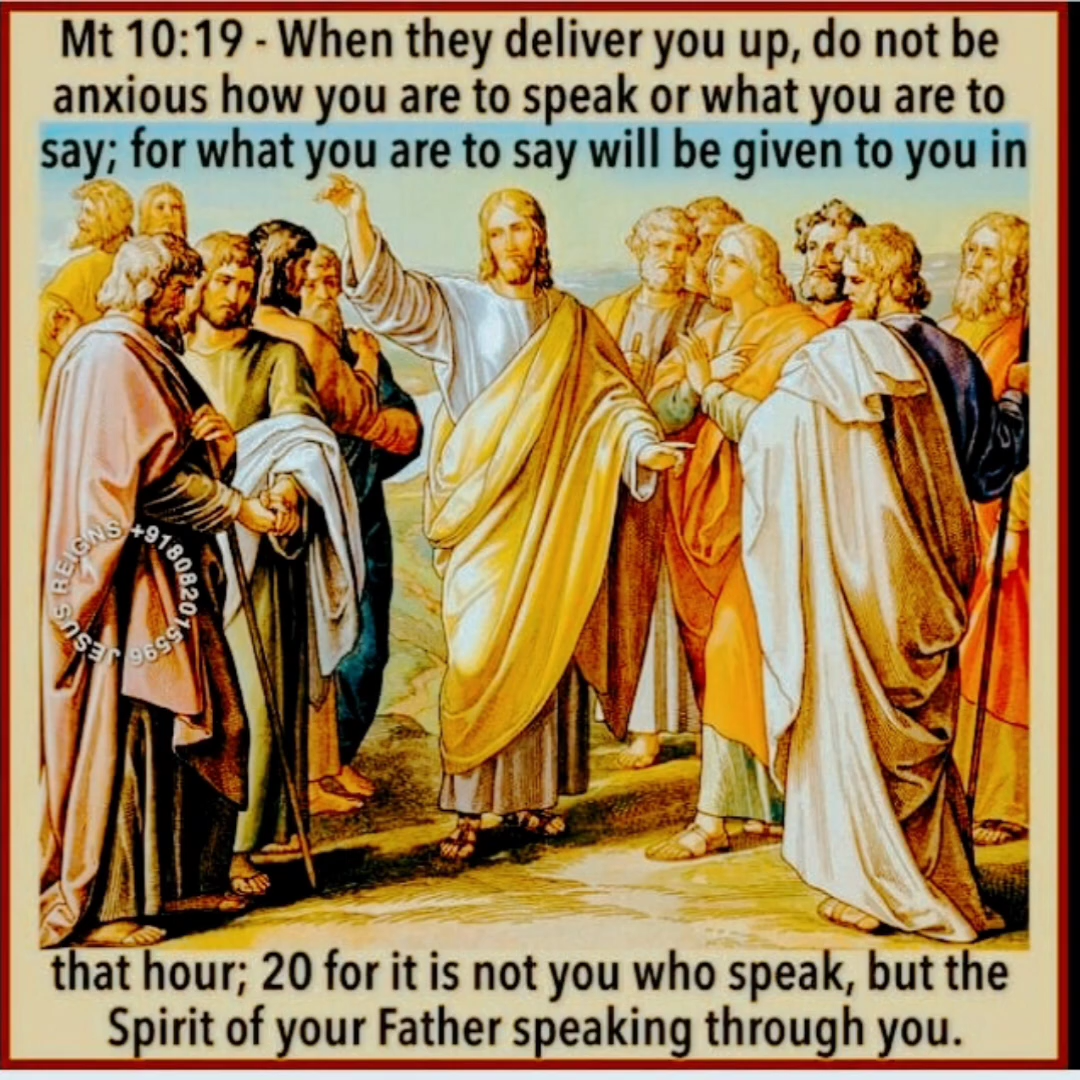 Mt 10:19 - When they deliver you up, do not be
anxious how you are to speak or what you are to
say; for what you are to say will be given to you in
JESUS REIGNS +918082015596
that hour; 20 for it is not you who speak, but the
Spirit of your Father speaking through you.